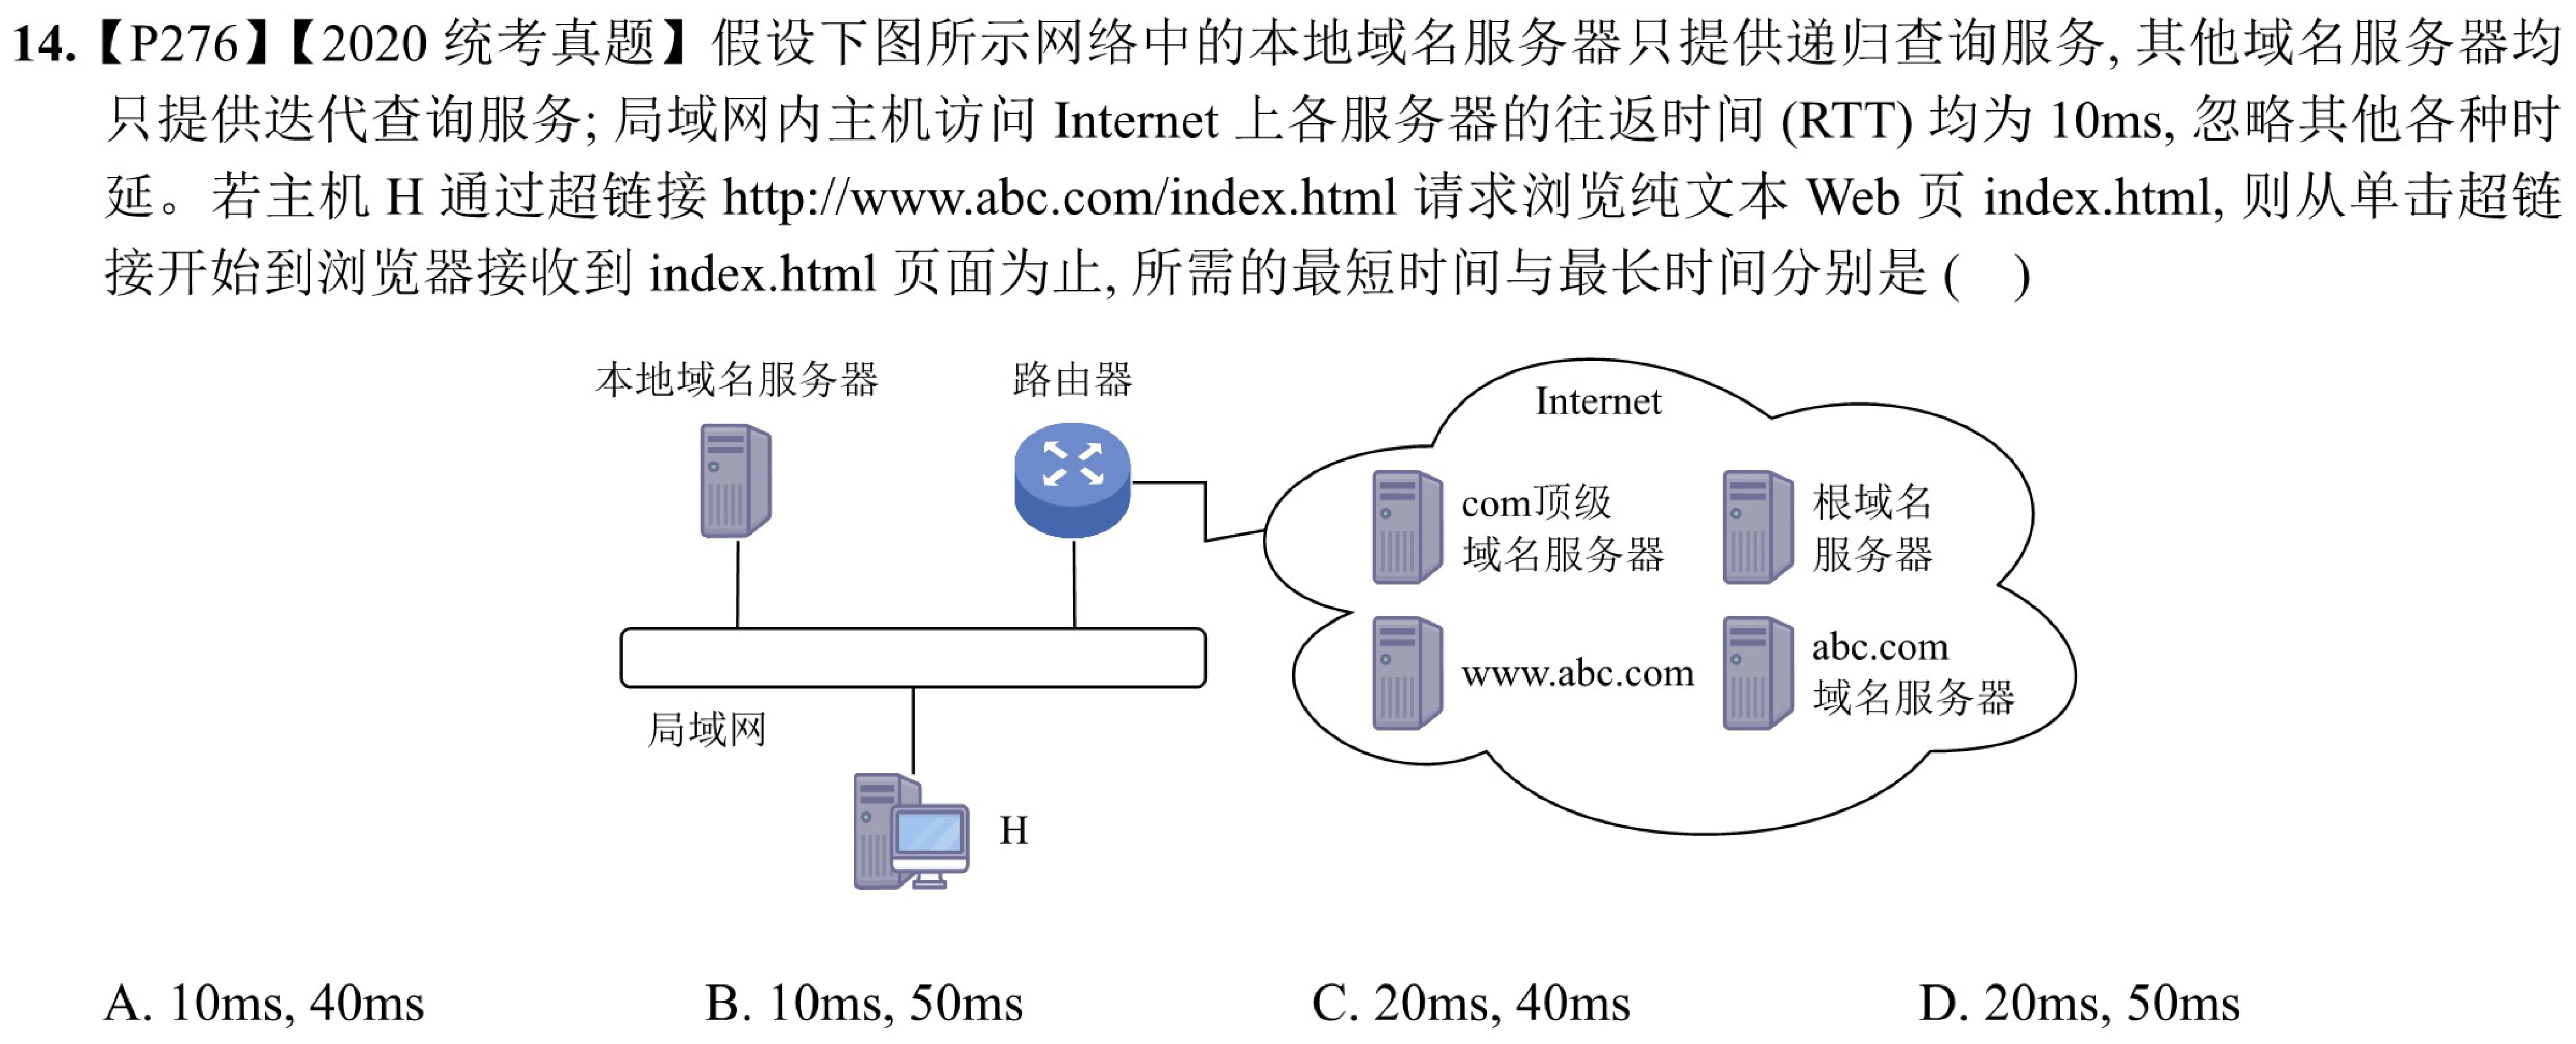 14.【P276】【2020 统考真题】假设下图所示网络中的本地域名服务器只提供递归查询服务, 其他域名服务器均
只提供迭代查询服务; 局域网内主机访问 Internet 上各服务器的往返时间 (RTT) 均为 10ms, 忽略其他各种时
延。若主机 H 通过超链接 http://www.abc.com/index.html 请求浏览纯文本 Web 页 index.html, 则从单击超链
接开始到浏览器接收到 index.html 页面为止, 所需的最短时间与最长时间分别是 ( )
本地域名服务器
路由器
Internet
com顶级
域名服务器
根域名
服务器
www.abc.com
abc.com
域名服务器
局域网
H
A. 10ms, 40ms
B. 10ms, 50ms
C. 20ms, 40ms
D. 20ms, 50ms